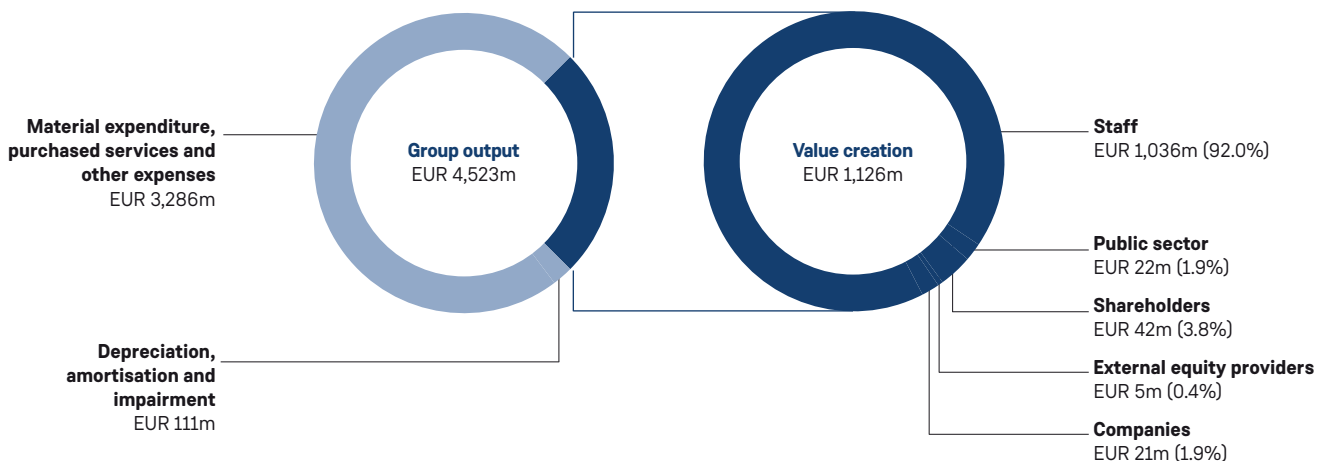 Material expenditure,
purchased services and
other expenses
EUR 3,286m
Depreciation,
amortisation and
impairment
EUR 111m
Group output
EUR 4,523m
Value creation
EUR 1,126m
Staff
EUR 1,036m (92.0%)
Public sector
EUR 22m (1.9%)
Shareholders
EUR 42m (3.8%)
External equity providers
EUR 5m (0.4%)
Companies
EUR 21m (1.9%)